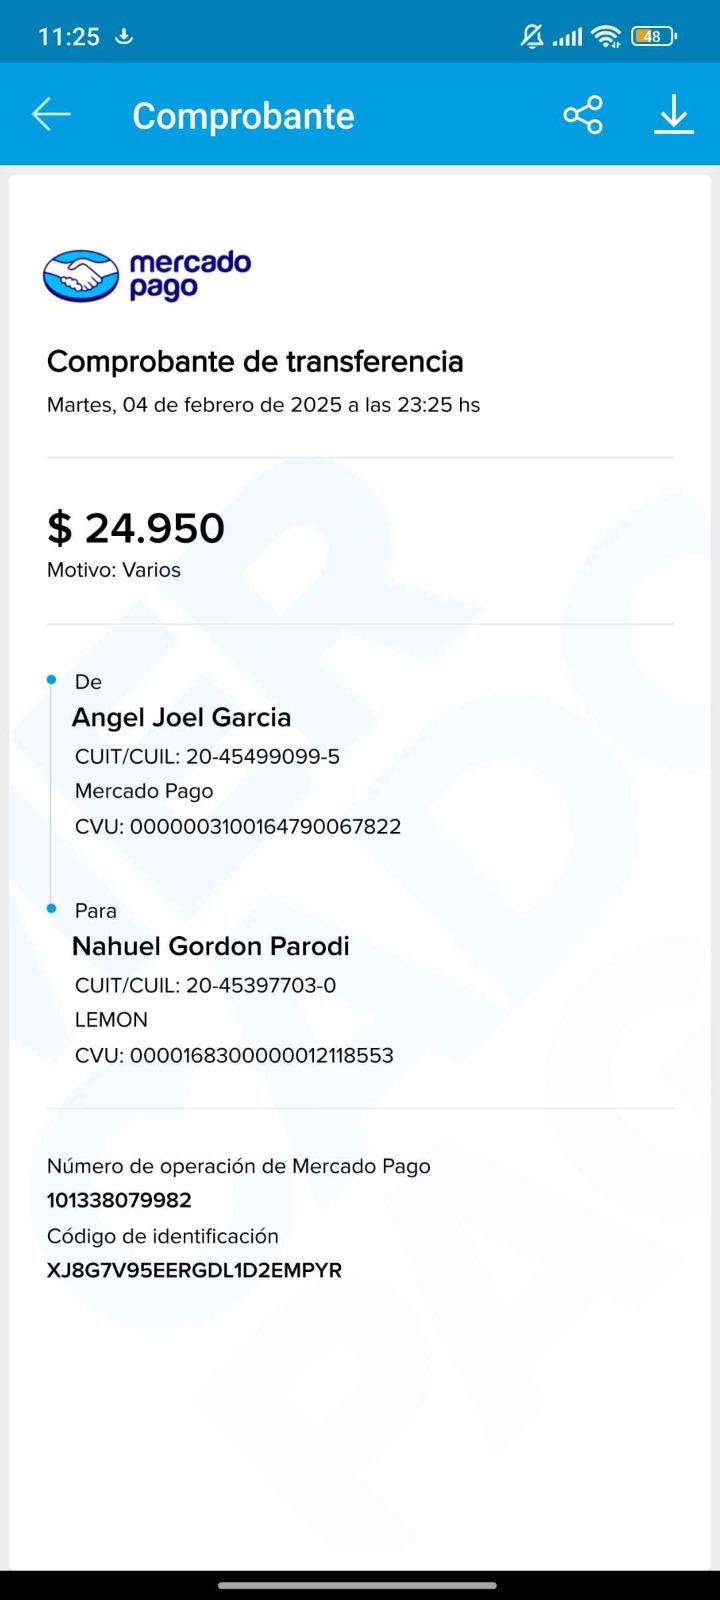 11:25
48
Comprobante
mercado
pago
Comprobante de transferencia
Martes, 04 de febrero de 2025 a las 23:25 hs
$ 24.950
Motivo: Varios
De
Angel Joel Garcia
CUIT/CUIL: 20-45499099-5
Mercado Pago
CVU: 0000003100164790067822
Para
Nahuel Gordon Parodi
CUIT/CUIL: 20-45397703-0
LEMON
CVU: 0000168300000012118553
Número de operación de Mercado Pago
101338079982
Código de identificación
XJ8G7V95EERGDL1D2EMPYR